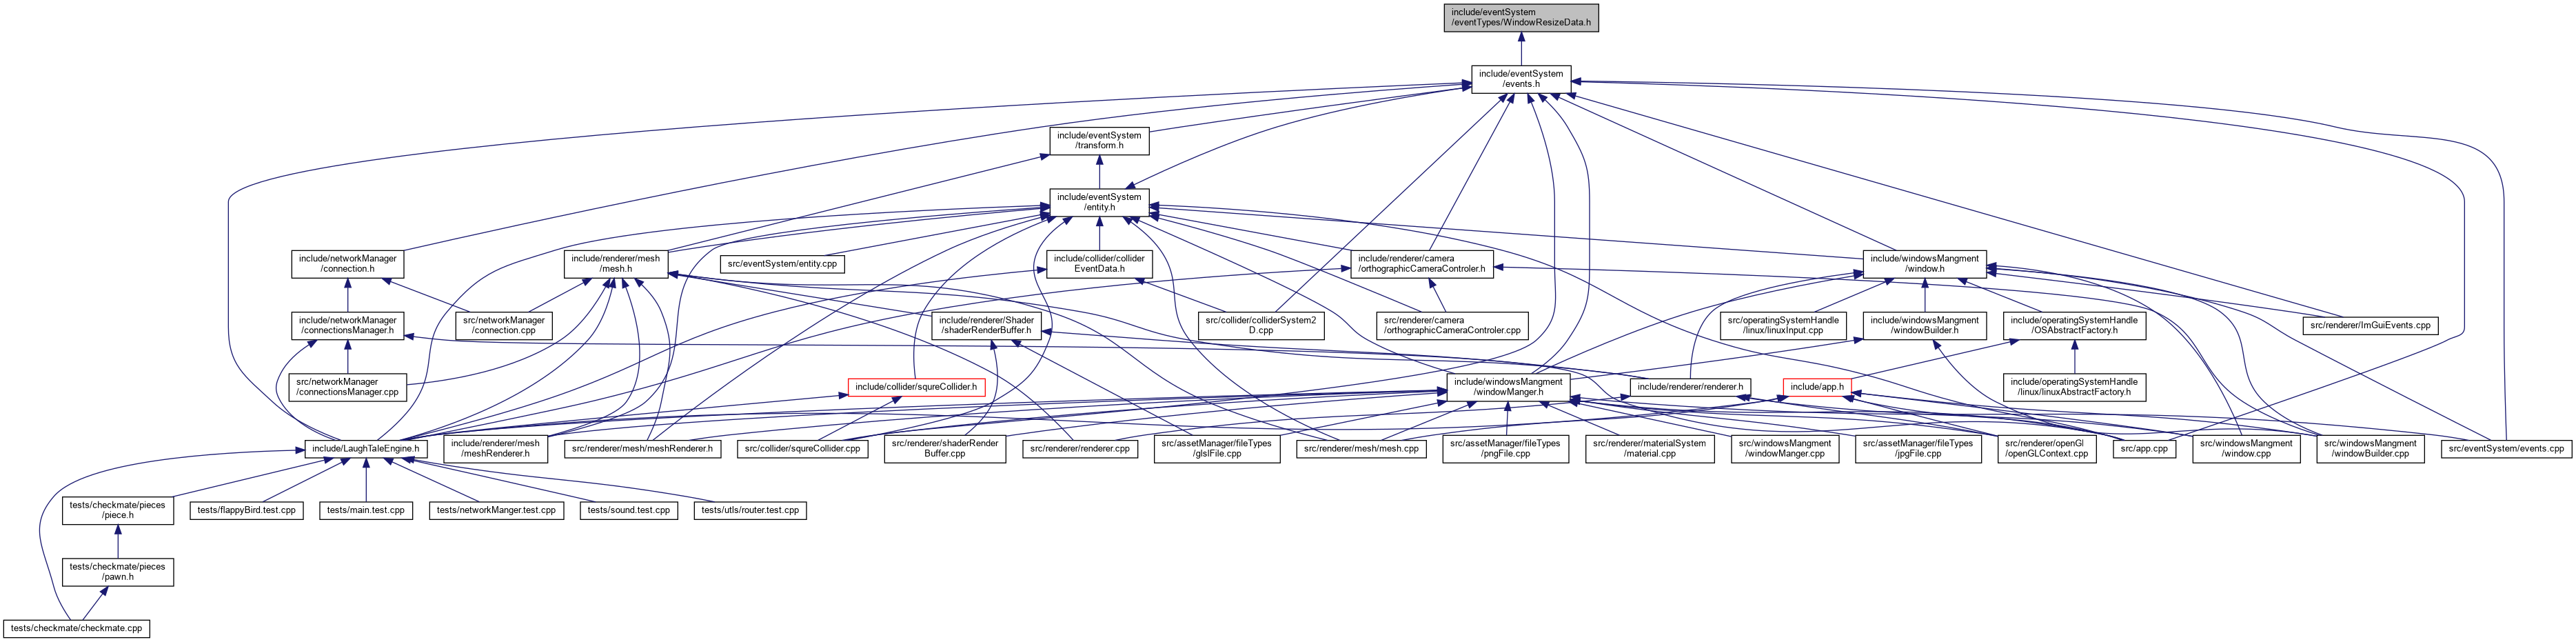 include/eventSystem
/eventTypes/WindowResizeData.h
include/eventSystem
/events.h
include/eventSystem
/transform.h
include/eventSystem
/entity.h
include/networkManager
/connection.h
include/renderer/mesh
/mesh.h
src/eventSystem/entity.cpp
include/collider/collider
EventData.h
include/renderer/camera
/orthographicCameraControler.h
include/windowsMangment
/window.h
include/networkManager
/connectionsManager.h
src/networkManager
/connection.cpp
include/renderer/Shader
/shaderRenderBuffer.h
src/collider/colliderSystem2
D.cpp
src/renderer/camera
/orthographicCameraControler.cpp
src/operatingSystemHandle
/linux/linuxInput.cpp
include/windowsMangment
/windowBuilder.h
include/operatingSystemHandle
/OSAbstractFactory.h
src/renderer/ImGuiEvents.cpp
src/networkManager
/connectionsManager.cpp
include/collider/squreCollider.h
include/windowsMangment
/windowManger.h
include/renderer/renderer.h
include/app.h
include/operatingSystemHandle
/linux/linuxAbstractFactory.h
include/LaughTaleEngine.h
include/renderer/mesh
/meshRenderer.h
src/renderer/mesh/meshRenderer.h
src/collider/squreCollider.cpp
src/renderer/shaderRender
Buffer.cpp
src/renderer/renderer.cpp
src/assetManager/fileTypes
/glslFile.cpp
src/renderer/mesh/mesh.cpp
src/assetManager/fileTypes
/pngFile.cpp
src/renderer/materialSystem
/material.cpp
src/windowsMangment
/windowManger.cpp
src/assetManager/fileTypes
/jpgFile.cpp
src/renderer/openGl
/openGLContext.cpp
src/app.cpp
src/windowsMangment
/window.cpp
src/windowsMangment
/windowBuilder.cpp
src/eventSystem/events.cpp
tests/checkmate/pieces
/piece.h
tests/flappyBird.test.cpp
tests/main.test.cpp
tests/networkManger.test.cpp
tests/sound.test.cpp
tests/utls/router.test.cpp
tests/checkmate/pieces
/pawn.h
tests/checkmate/checkmate.cpp